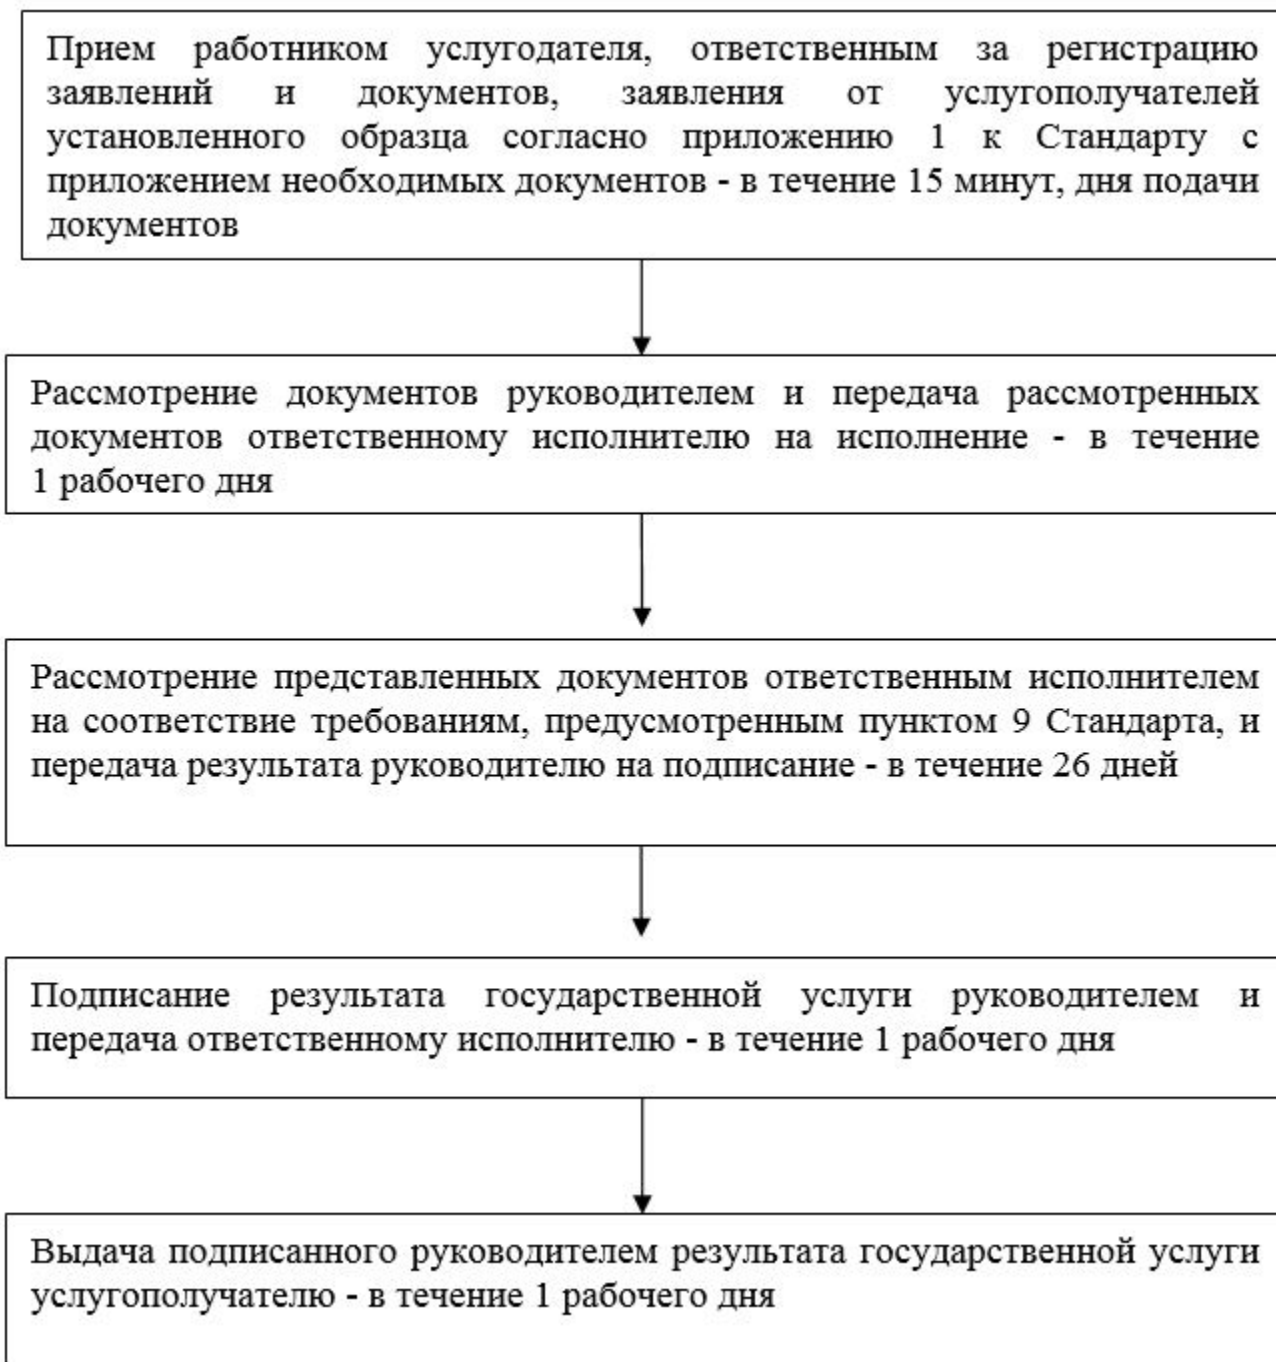 Прием работником услугодателя, ответственным за регистрацию
заявлений и документов, заявления от услугополучателей
установленного образца согласно приложению 1 к Стандарту с
приложением необходимых документов - в течение 15 минут, дня подачи
документов
Рассмотрение документов руководителем и передача рассмотренных
документов ответственному исполнителю на исполнение - в течение
1 рабочего дня
Рассмотрение представленных документов ответственным исполнителем
на соответствие требованиям, предусмотренным пунктом 9 Стандарта, и
передача результата руководителю на подписание - в течение 26 дней
Подписание результата государственной услуги руководителем и
передача ответственному исполнителю - в течение 1 рабочего дня
Выдача подписанного руководителем результата государственной услуги
услугополучателю - в течение 1 рабочего дня